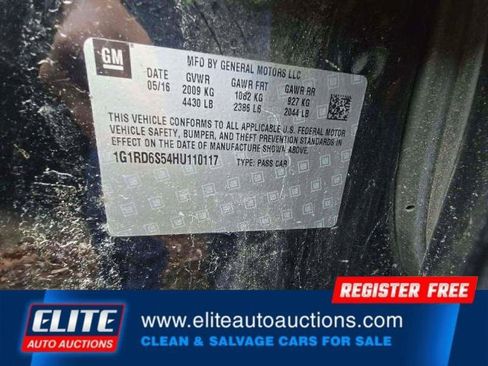 GM
MFD BY GENERAL MOTORS LLC
DATE GVWR GAWR FRT GAWR RR
05/16 2009 KG 1082 KG 927 KG
4430 LB 2386 LB 2044 LB
THIS VEHICLE CONFORMS TO ALL APPLICABLE U.S. FEDERAL MOTOR
VEHICLE SAFETY, BUMPER, AND THEFT PREVENTION STANDARDS IN
EFFECT ON THE DATE OF MANUFACTURE SHOWN ABOVE.
1G1RD6S54HU110117 TYPE: PASS CAR
REGISTER FREE
ELITE
AUTO AUCTIONS
www.eliteautoauctions.com
CLEAN & SALVAGE CARS FOR SALE